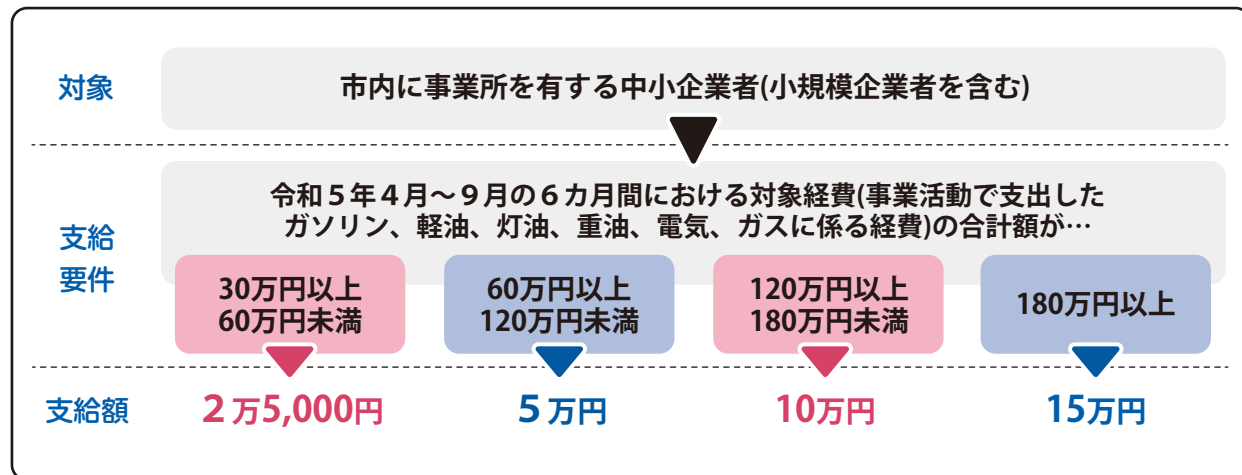 対象
市内に事業所を有する中小企業者(小規模企業者を含む)
支給
要件
令和5年4月～9月の6カ月間における対象経費(事業活動で支出した
ガソリン、軽油、灯油、重油、電気、ガスに係る経費)の合計額が…
30万円以上
60万円未満
60万円以上
120万円未満
120万円以上
180万円未満
180万円以上
支給額
2万5,000円
5万円
10万円
15万円